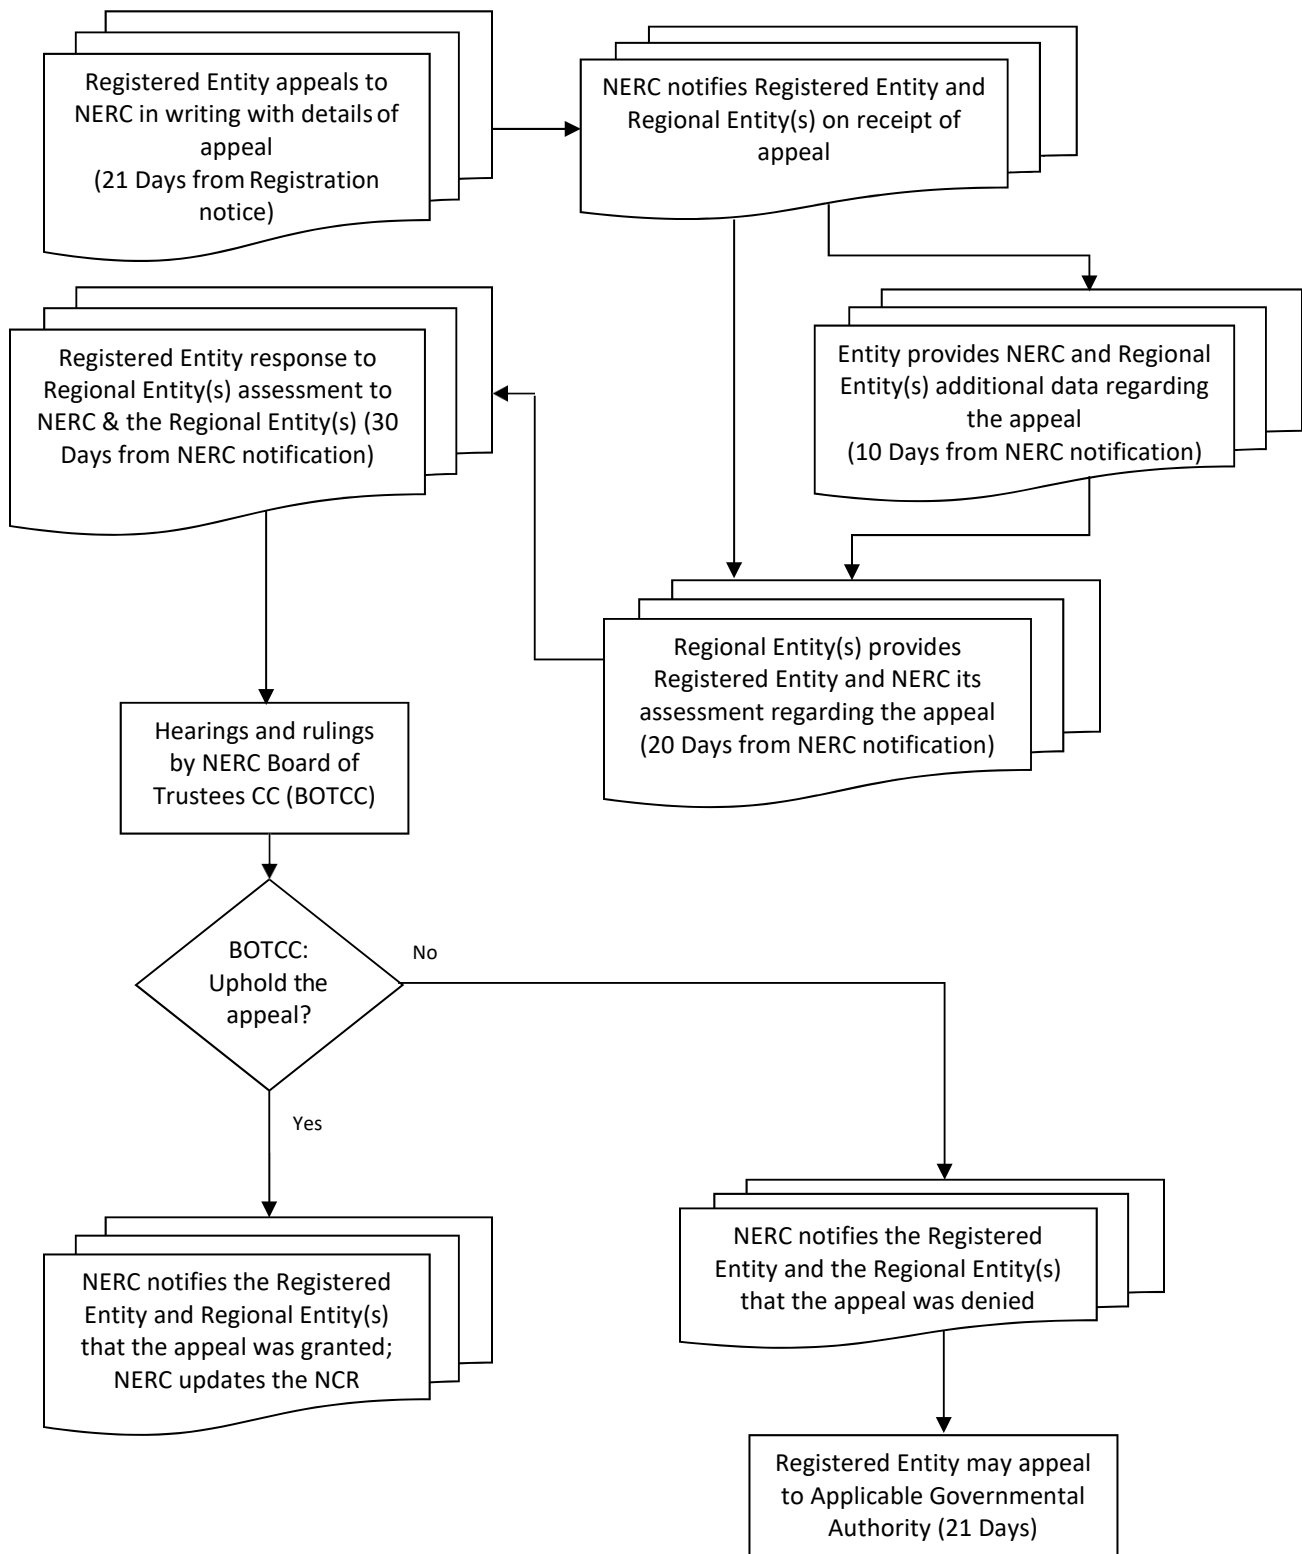 Registered Entity appeals to
NERC in writing with details of
appeal
(21 Days from Registration
notice)
NERC notifies Registered Entity and
Regional Entity(s) on receipt of
appeal
Entity provides NERC and Regional
Entity(s) additional data regarding
the appeal
(10 Days from NERC notification)
Registered Entity response to
Regional Entity(s) assessment to
NERC & the Regional Entity(s) (30
Days from NERC notification)
Regional Entity(s) provides
Registered Entity and NERC its
assessment regarding the appeal
(20 Days from NERC notification)
Hearings and rulings
by NERC Board of
Trustees CC (BOTCC)
BOTCC:
Uphold the
appeal?
No
Yes
NERC notifies the Registered
Entity and Regional Entity(s)
that the appeal was granted;
NERC updates the NCR
NERC notifies the Registered
Entity and the Regional Entity(s)
that the appeal was denied
Registered Entity may appeal
to Applicable Governmental
Authority (21 Days)